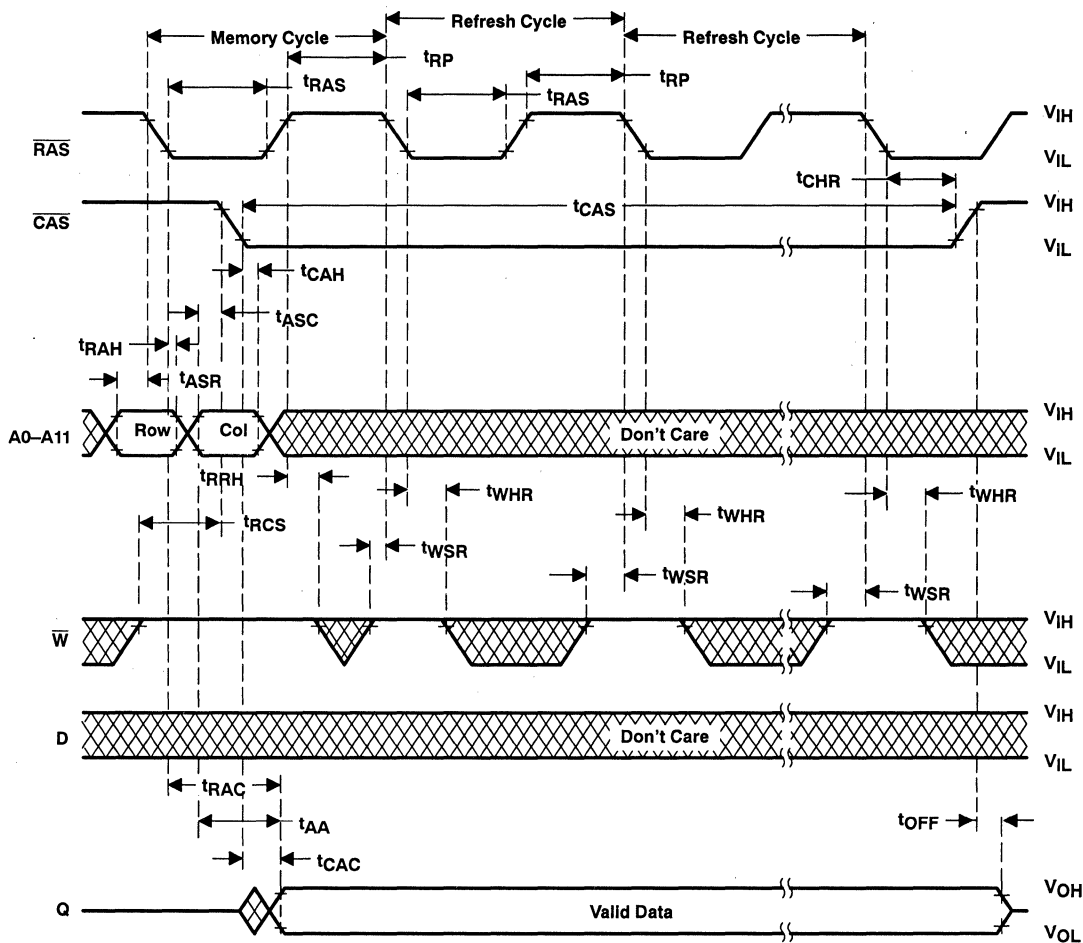 Refresh Cycle
Memory Cycle
Refresh Cycle
tRP
tRP
tRAS
tRAS
VIH
RAS
VIL
tCHR
VIH
CAS
tCAS
VIL
tCAH
tASC
tRAH
tASR
VIH
A0–A11
Row
Col
Don't Care
VIL
tRRH
tWHR
tWHR
tWHR
tRCS
tWSR
tWSR
tWSR
VIH
W
VIL
VIH
D
Don't Care
VIL
tRAC
tAA
tOFF
tCAC
VOH
Q
Valid Data
VOL